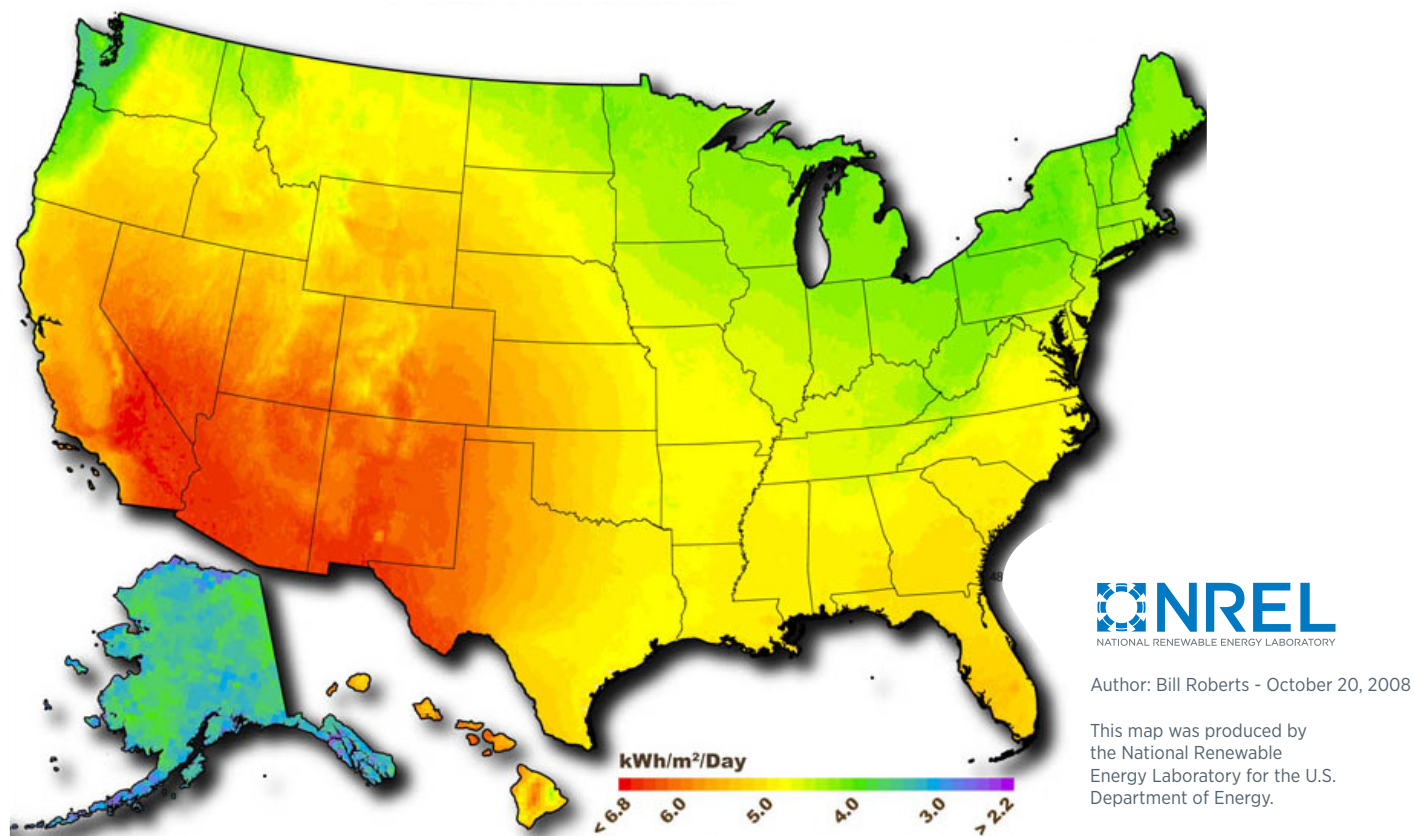 48
NREL
NATIONAL RENEWABLE ENERGY LABORATORY
Author: Bill Roberts - October 20, 2008
This map was produced by
the National Renewable
Energy Laboratory for the U.S.
Department of Energy.
kWh/m²/Day
< 6.8 6.0 5.0 4.0 3.0 > 2.2